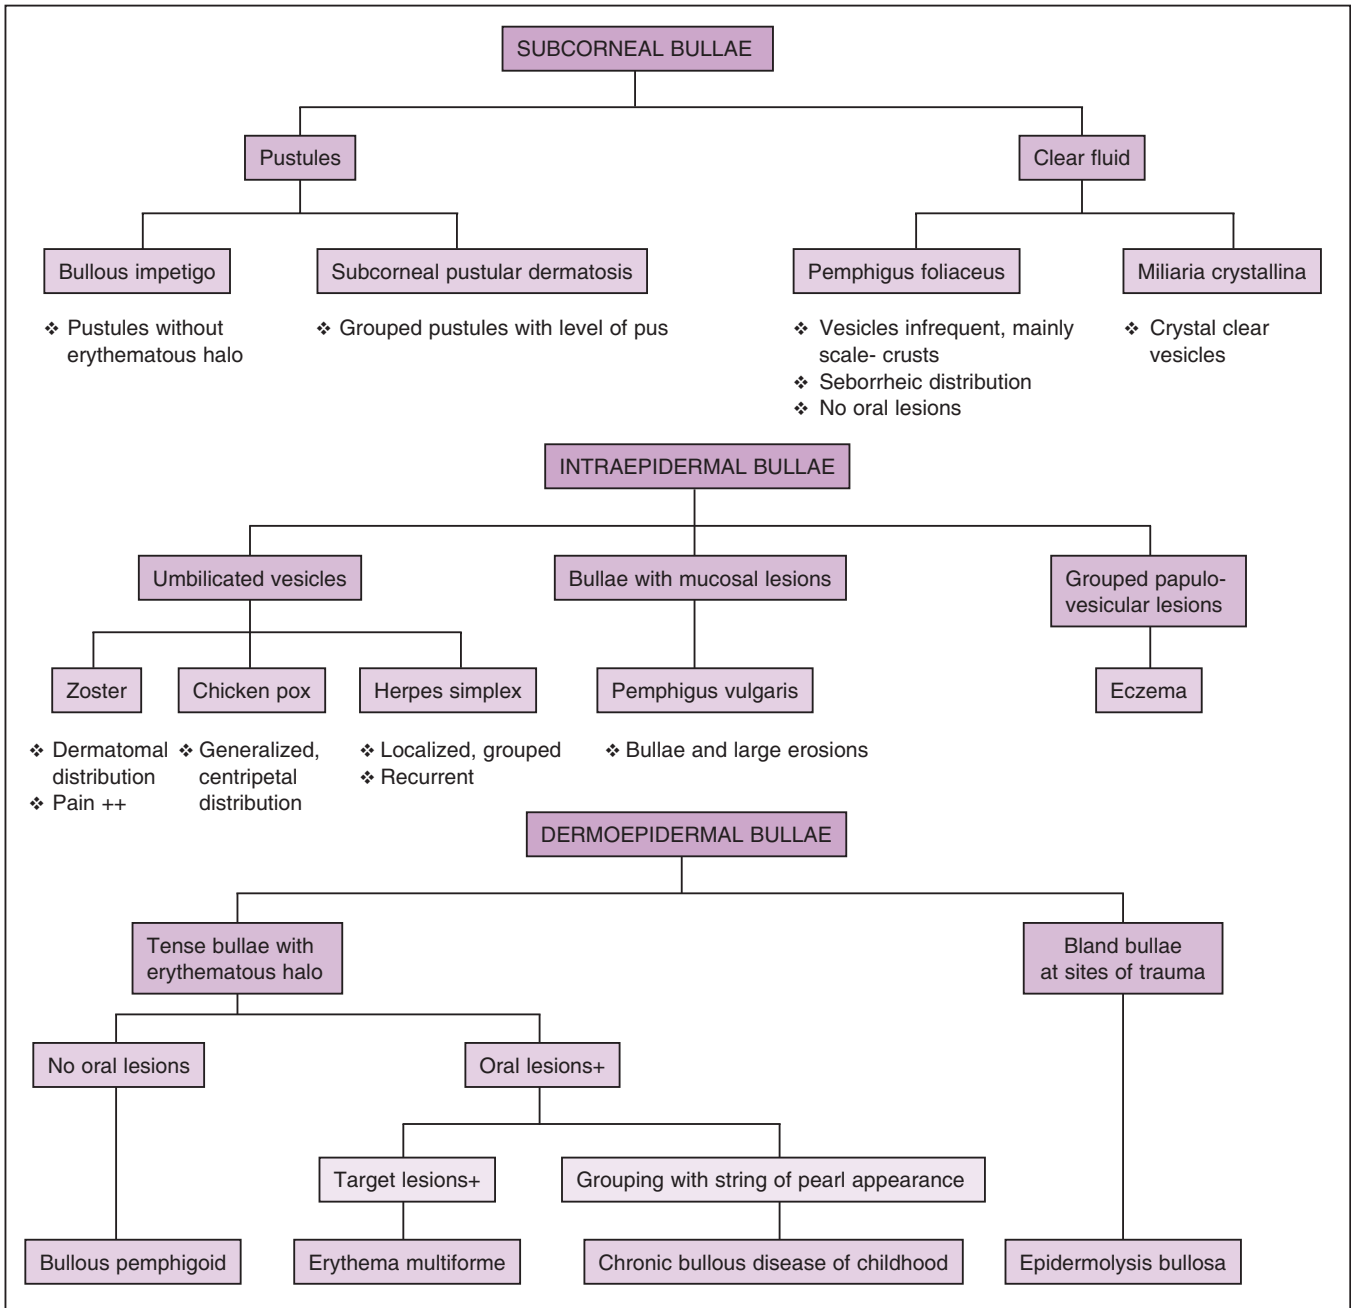 SUBCORNEAL BULLAE
Pustules
Clear fluid
Bullous impetigo
Subcorneal pustular dermatosis
Pemphigus foliaceus
Miliaria crystallina
❖ Pustules without
erythematous halo
❖ Grouped pustules with level of pus
❖ Vesicles infrequent, mainly
scale- crusts
❖ Seborrheic distribution
❖ No oral lesions
❖ Crystal clear
vesicles
INTRAEPIDERMAL BULLAE
Umbilicated vesicles
Bullae with mucosal lesions
Grouped papulo-
vesicular lesions
Zoster
Chicken pox
Herpes simplex
Pemphigus vulgaris
Eczema
❖ Dermatomal
distribution
❖ Pain ++
❖ Generalized,
centripetal
distribution
❖ Localized, grouped
❖ Recurrent
❖ Bullae and large erosions
DERMOEPIDERMAL BULLAE
Tense bullae with
erythematous halo
Bland bullae
at sites of trauma
No oral lesions
Oral lesions+
Target lesions+
Grouping with string of pearl appearance
Bullous pemphigoid
Erythema multiforme
Chronic bullous disease of childhood
Epidermolysis bullosa